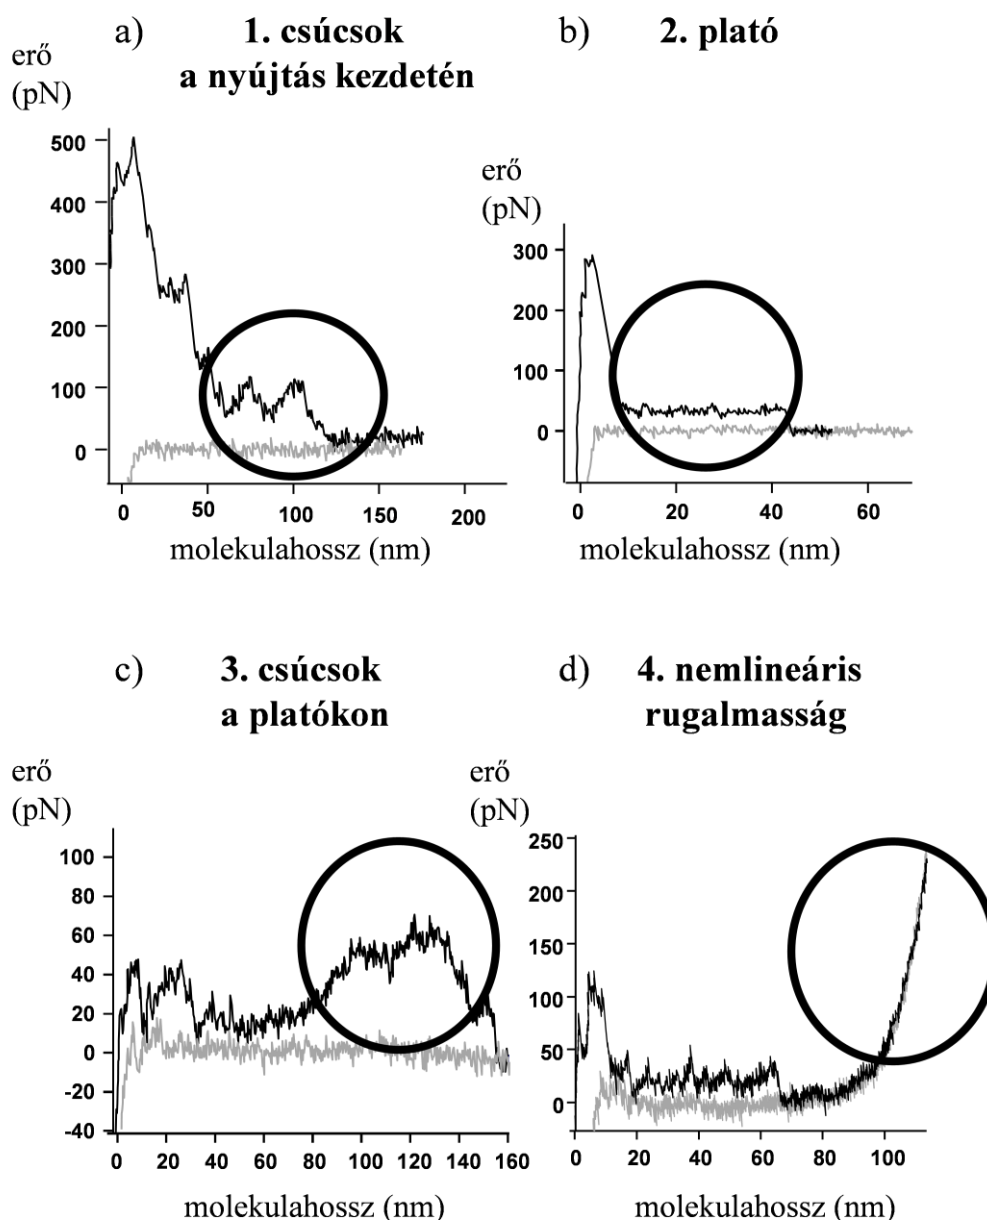 a) 1. csúcsok
a nyújtás kezdetén
erő
(pN)
500
400
300
200
100
0
0 50 100 150 200
molekulahossz (nm)
b) 2. plató
erő
(pN)
300
200
100
0
0 20 40 60
molekulahossz (nm)
c) 3. csúcsok
a platókon
erő
(pN)
100
80
60
40
20
0
-20
-40
0 20 40 60 80 100 120 140 160
molekulahossz (nm)
d) 4. nemlineáris
rugalmasság
erő
(pN)
250
200
150
100
50
0
0 20 40 60 80 100
molekulahossz (nm)